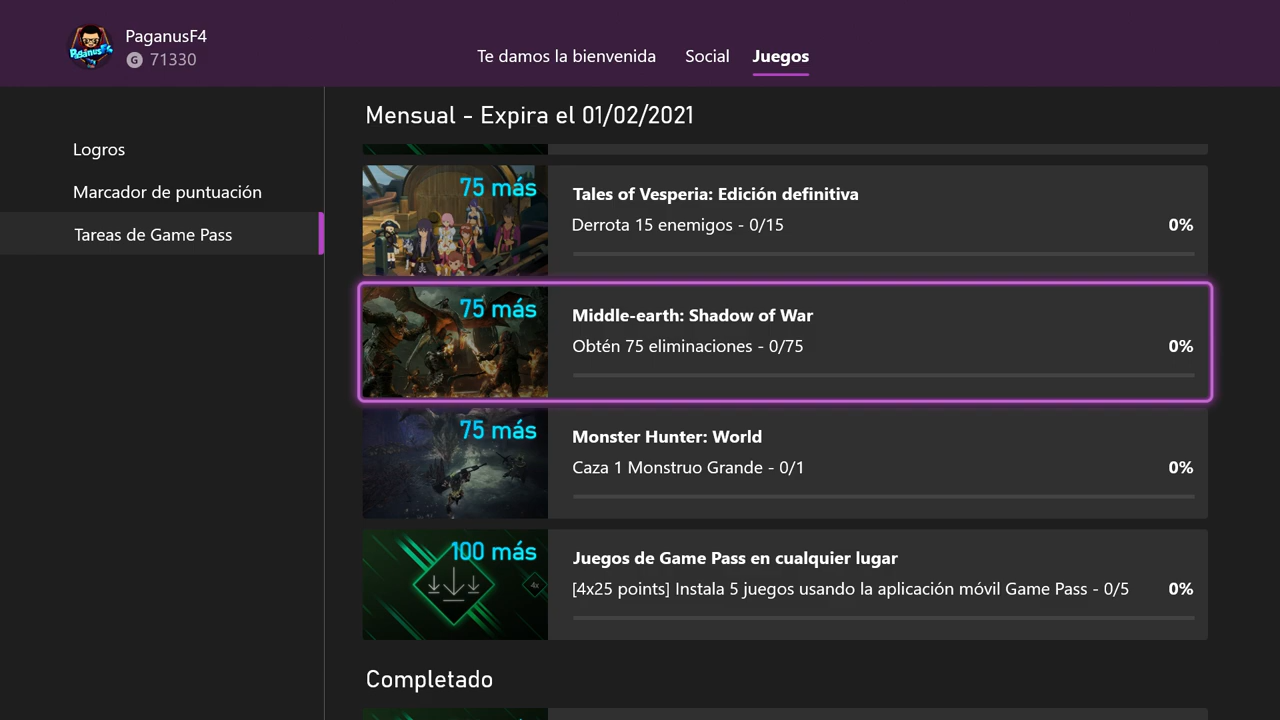 PaganusF4
G 71330
PaganusF4
Te damos la bienvenida
Social
Juegos
Logros
Marcador de puntuación
Tareas de Game Pass
Mensual - Expira el 01/02/2021
75 más
Tales of Vesperia: Edición definitiva
Derrota 15 enemigos - 0/15
0%
75 más
Middle-earth: Shadow of War
Obtén 75 eliminaciones - 0/75
0%
75 más
Monster Hunter: World
Caza 1 Monstruo Grande - 0/1
0%
100 más
4x
Juegos de Game Pass en cualquier lugar
[4x25 points] Instala 5 juegos usando la aplicación móvil Game Pass - 0/5
0%
Completado